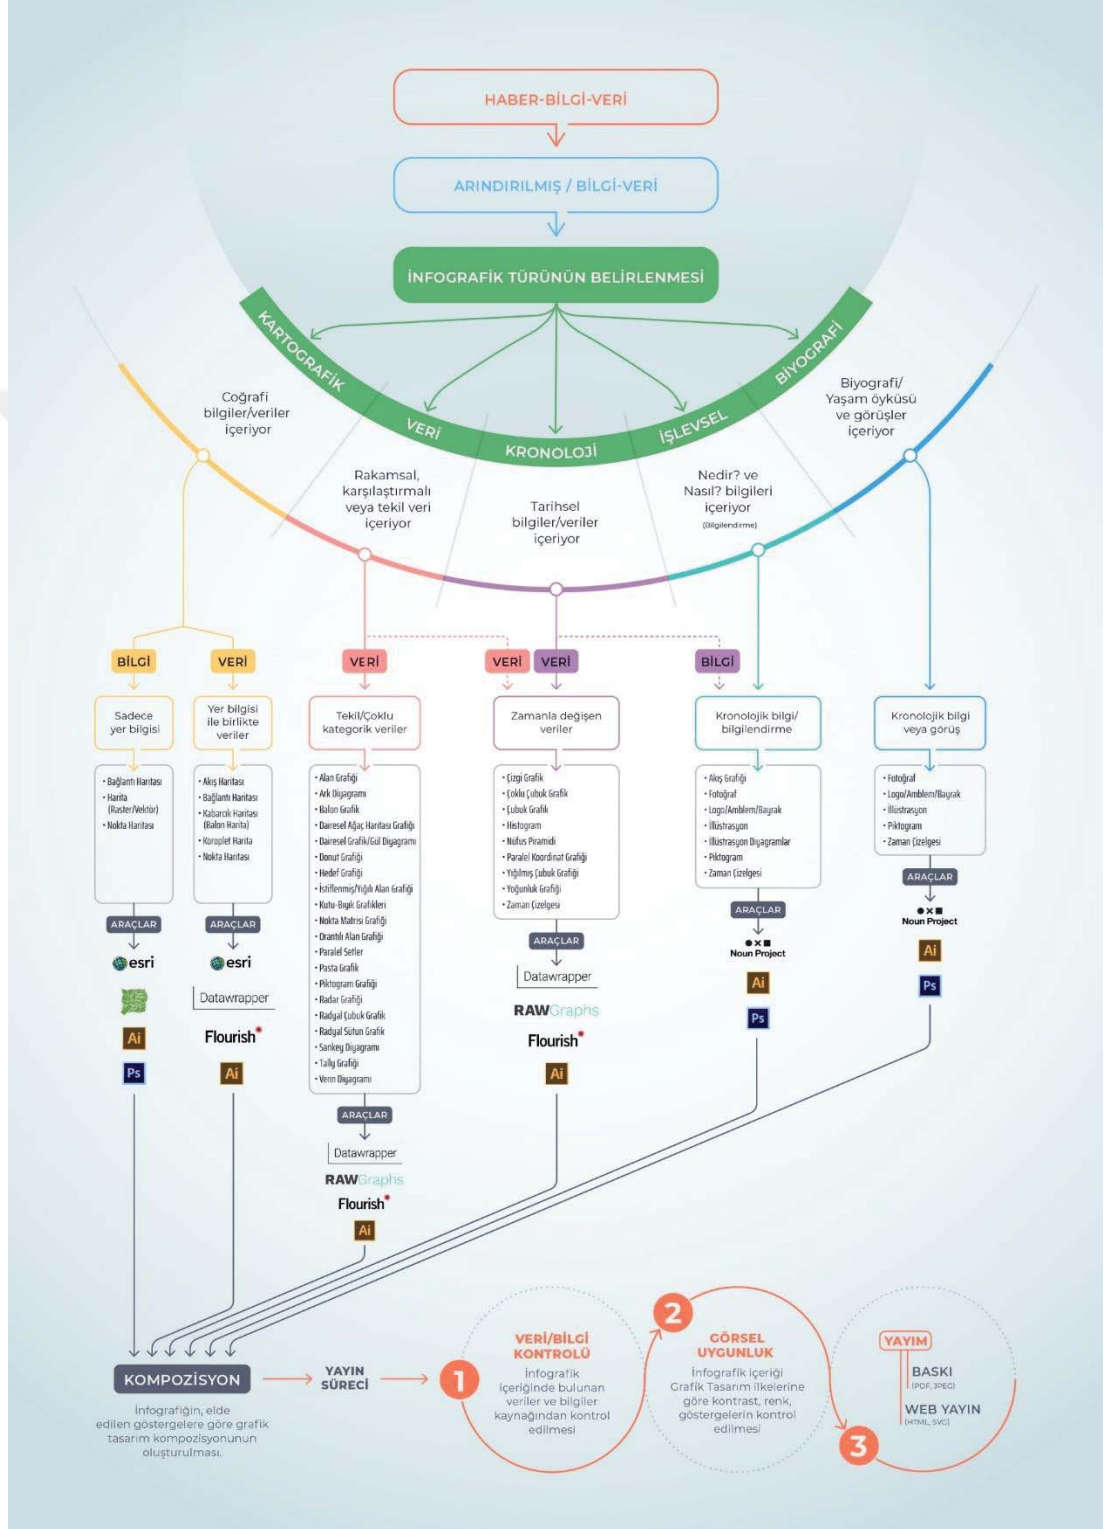 HABER-BİLGİ-VERİ
ARINDIRILMIŞ / BİLGİ-VERİ
İNFOGRAFİK TÜRÜNÜN BELİRLENMESİ
KARTOGRAFİK
VERİ
KRONOLOJİ
İŞLEVSEL
BİYOGRAFİ
Coğrafi
bilgiler/veriler
içeriyor
Rakamsal,
karşılaştırmalı
veya tekil veri
içeriyor
Tarihsel
bilgiler/veriler
içeriyor
Nedir? ve
Nasıl? bilgileri
içeriyor
(Bilgilendirme)
Biyografi/
Yaşam öyküsü
ve görüşler
içeriyor
BİLGİ
VERİ
VERİ
VERİ
VERİ
BİLGİ
Sadece
yer bilgisi
• Bağlantı Haritası
• Harita
(Raster/Vektör)
• Nokta Haritası
ARAÇLAR
esri
Ai
Ps
Yer bilgisi
ile birlikte
veriler
• Akış Haritası
• Bağlantı Haritası
• Kabarcık Haritası
(Balon Harita)
• Koroplet Harita
• Nokta Haritası
ARAÇLAR
esri
Datawrapper
Flourish
Ai
Tekil/Çoklu
kategorik veriler
• Alan Grafiği
• Ark Diyagramı
• Balon Grafik
• Dairesel Ağaç Haritası Grafiği
• Dairesel Grafik/Gül Diyagramı
• Donut Grafiği
• Hedef Grafiği
• İstiflenmiş/Yığılı Alan Grafiği
• Kutu-Bıyık Grafikleri
• Nokta Matrisi Grafiği
• Orantılı Alan Grafiği
• Paralel Setler
• Pasta Grafik
• Piktogram Grafiği
• Radar Grafiği
• Radyal Çubuk Grafik
• Radyal Sütun Grafik
• Sankey Diyagramı
• Tally Grafiği
• Venn Diyagramı
ARAÇLAR
Datawrapper
RAWGraphs
Flourish
Ai
Zamanla değişen
veriler
• Çizgi Grafik
• Çoklu Çubuk Grafik
• Çubuk Grafik
• Histogram
• Nüfus Piramidi
• Paralel Koordinat Grafiği
• Yığılmış Çubuk Grafiği
• Yoğunluk Grafiği
• Zaman Çizelgesi
ARAÇLAR
Datawrapper
RAWGraphs
Flourish
Ai
Kronolojik bilgi/
bilgilendirme
• Akış Grafiği
• Fotoğraf
• Logo/Amblem/Bayrak
• İllüstrasyon
• İllüstrasyon Diyagramlar
• Piktogram
• Zaman Çizelgesi
ARAÇLAR
Noun Project
Ai
Ps
Kronolojik bilgi
veya görüş
• Fotoğraf
• Logo/Amblem/Bayrak
• İllüstrasyon
• Piktogram
• Zaman Çizelgesi
ARAÇLAR
Noun Project
Ai
Ps
KOMPOZİSYON
İnfografiğin, elde
edilen göstergelere göre grafik
tasarım kompozisyonunun
oluşturulması.
YAYIN
SÜRECİ
1
VERİ/BİLGİ
KONTROLÜ
İnfografik
içeriğinde bulunan
veriler ve bilgiler
kaynağından kontrol
edilmesi
2
GÖRSEL
UYGUNLUK
İnfografik içeriği
Grafik Tasarım ilkelerine
göre kontrast, renk,
göstergelerin kontrol
edilmesi
3
YAYIM
BASKI
(PDF, JPEG)
WEB YAYIN
(HTML, SVG)